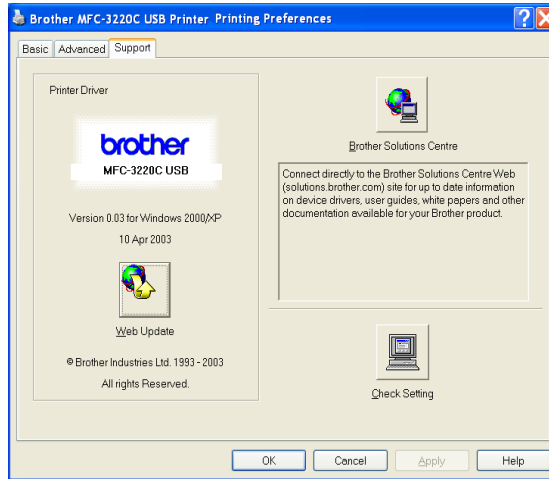 Brother MFC-3220C USB Printer Printing Preferences
Basic Advanced Support
Printer Driver
brother
MFC-3220C USB
Version 0.03 for Windows 2000/XP
10 Apr 2003
Web Update
© Brother Industries Ltd. 1993 - 2003
All rights Reserved.
Brother Solutions Centre
Connect directly to the Brother Solutions Centre Web
(solutions.brother.com) site for up to date information
on device drivers, user guides, white papers and other
documentation available for your Brother product.
Check Setting
OK Cancel Apply Help